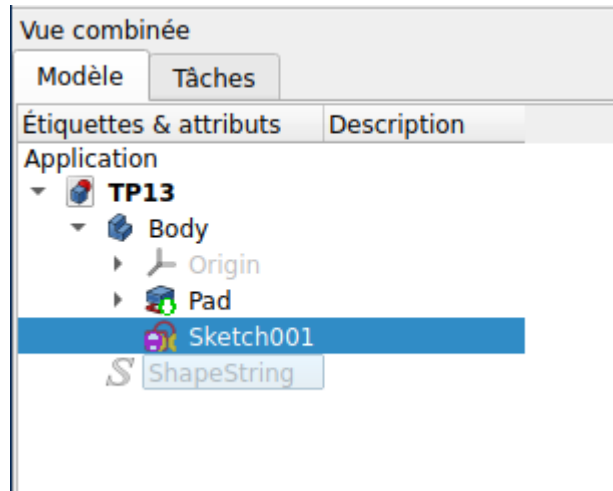 Vue combinée
Modèle Tâches
Étiquettes & attributs Description
Application
TP13
Body
Origin
Pad
Sketch001
ShapeString